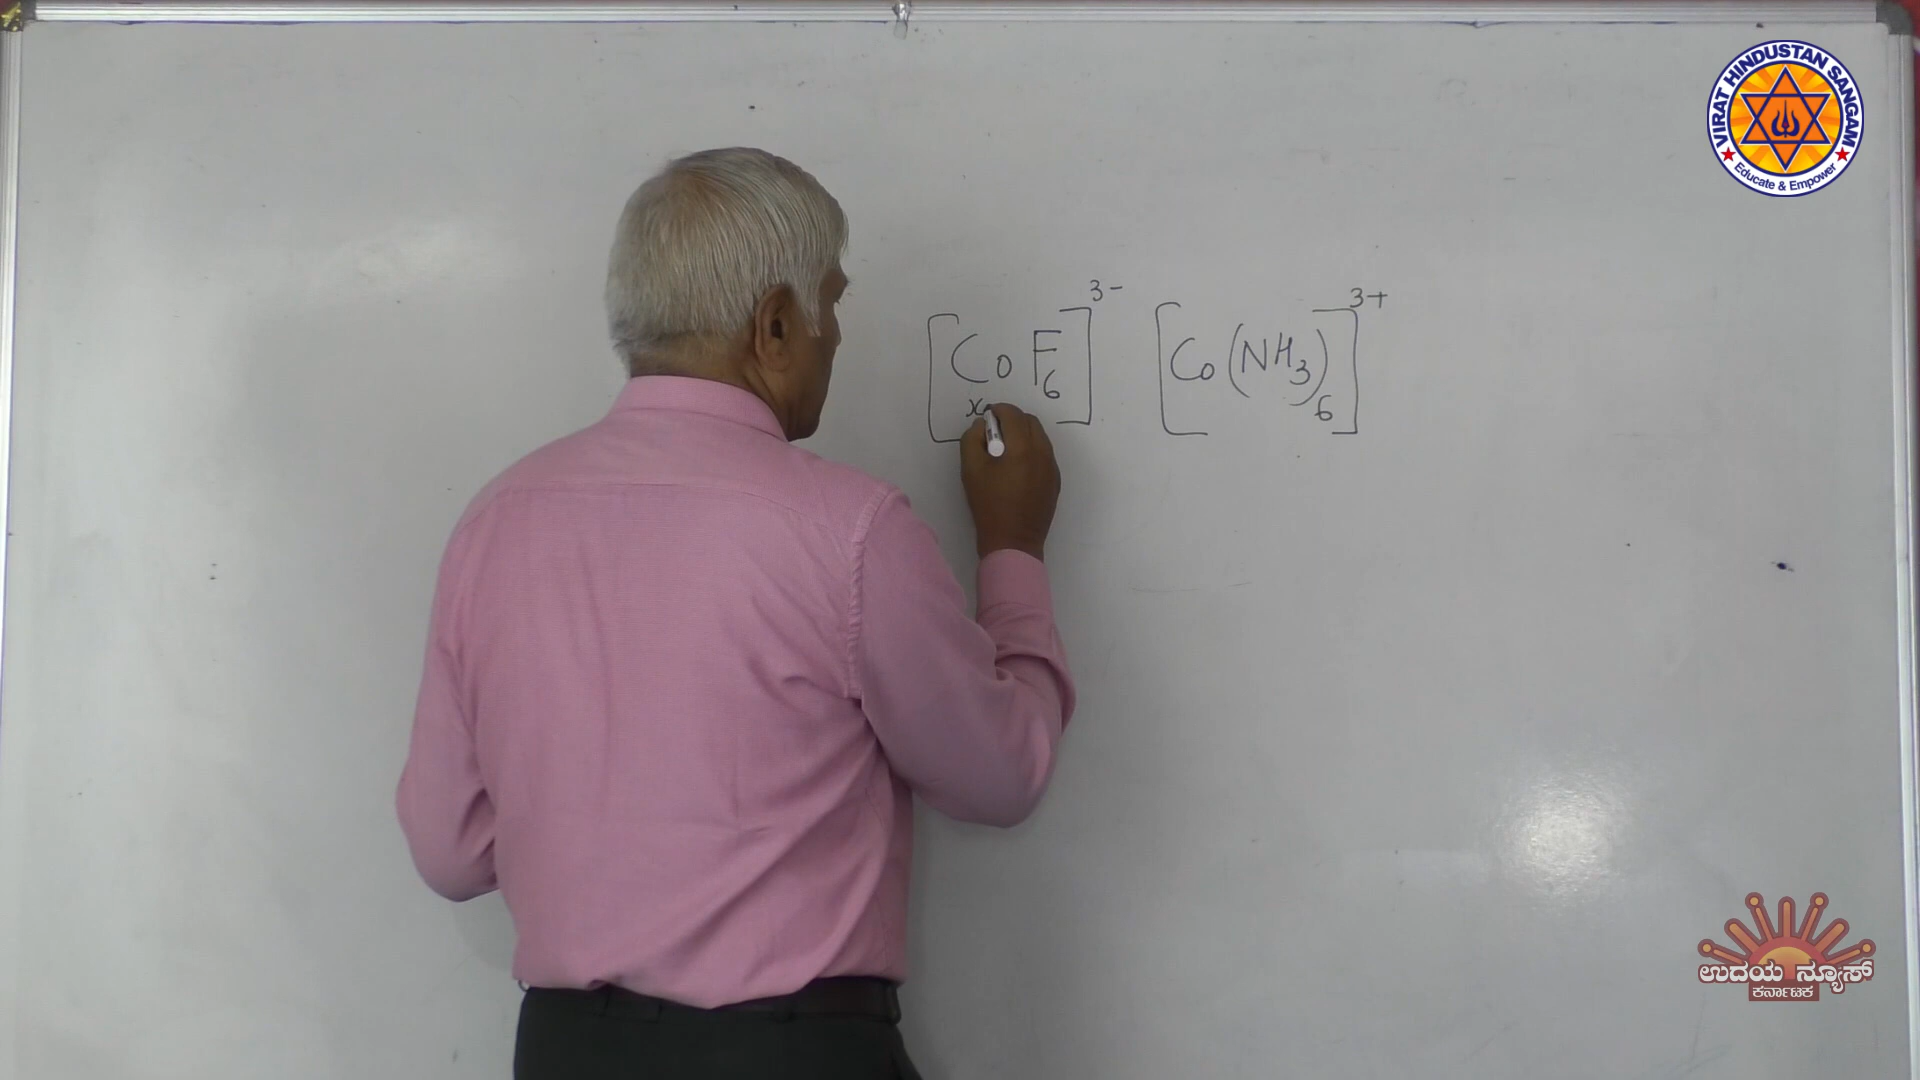 VIRAT HINDUSTAN SANGAM
Educate & Empower
[CoF₆]³⁻ [Co(NH₃)₆]³⁺
x
ಉದಯ ನ್ಯೂಸ್
ಕರ್ನಾಟಕ